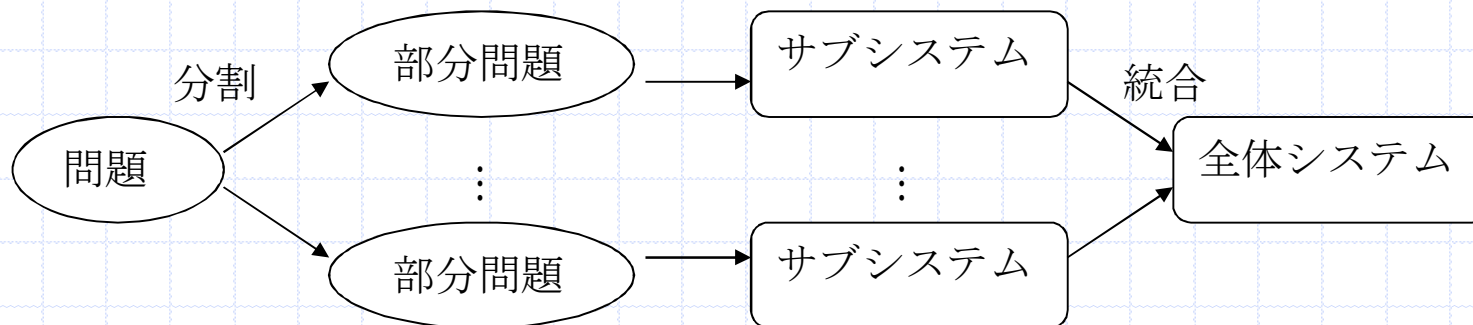 分割
部分問題
サブシステム
統合
問題
全体システム
⋮
⋮
部分問題
サブシステム